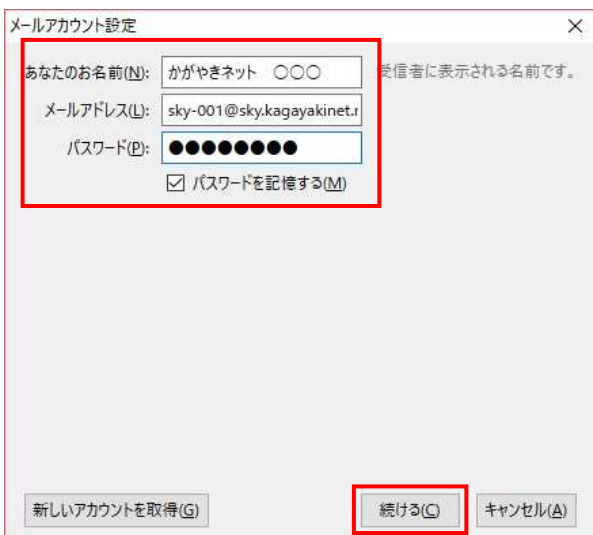 メールアカウント設定
あなたのお名前(N): かがやきネット　○○○ 受信者に表示される名前です。
メールアドレス(L): sky-001@sky.kagayakinet.r
パスワード(P): ●●●●●●●●
パスワードを記憶する(M)
新しいアカウントを取得(G) 続ける(C) キャンセル(A)